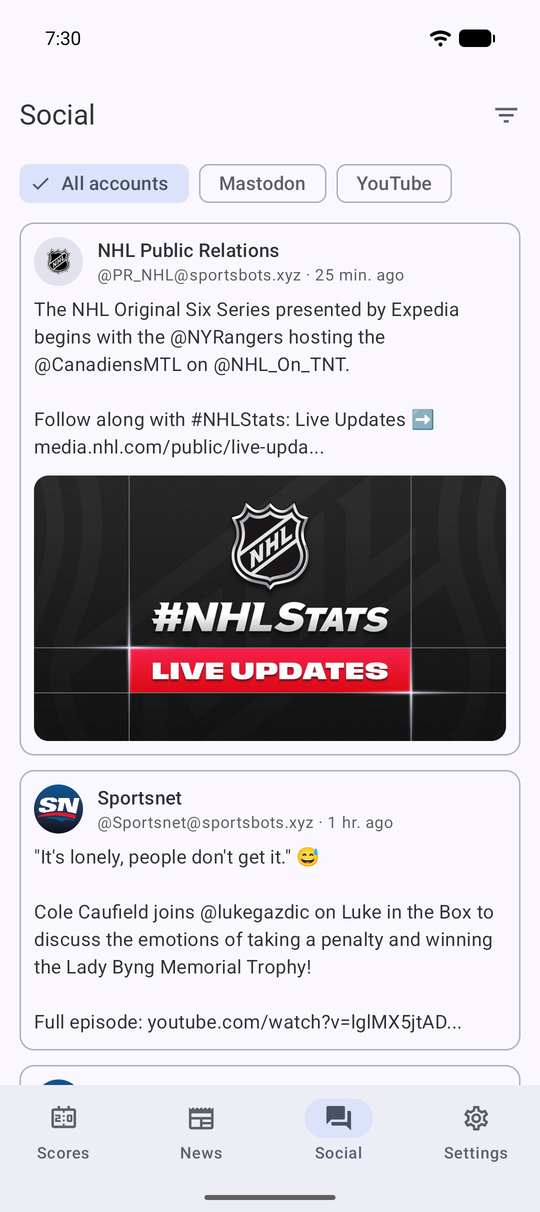 7:30
Social
All accounts
Mastodon
YouTube
NHL Public Relations
@PR_NHL@sportsbots.xyz · 25 min. ago
The NHL Original Six Series presented by Expedia
begins with the @NYRangers hosting the
@CanadiensMTL on @NHL_On_TNT.
Follow along with #NHLStats: Live Updates ➡️
media.nhl.com/public/live-upda...
NHL
#NHLSTATS
LIVE UPDATES
SN
Sportsnet
@Sportsnet@sportsbots.xyz · 1 hr. ago
"It's lonely, people don't get it." 😅
Cole Caufield joins @lukegazdic on Luke in the Box to
discuss the emotions of taking a penalty and winning
the Lady Byng Memorial Trophy!
Full episode: youtube.com/watch?v=lglMX5jtAD...
2:0
Scores
News
Social
Settings